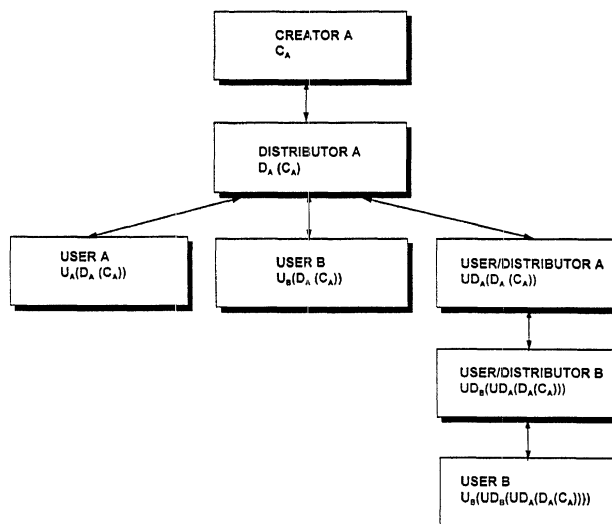 CREATOR A
C_A
DISTRIBUTOR A
D_A (C_A)
USER A
U_A(D_A (C_A))
USER B
U_B(D_A (C_A))
USER/DISTRIBUTOR A
UD_A(D_A (C_A))
USER/DISTRIBUTOR B
UD_B(UD_A(D_A(C_A)))
USER B
U_B(UD_B(UD_A(D_A(C_A))))